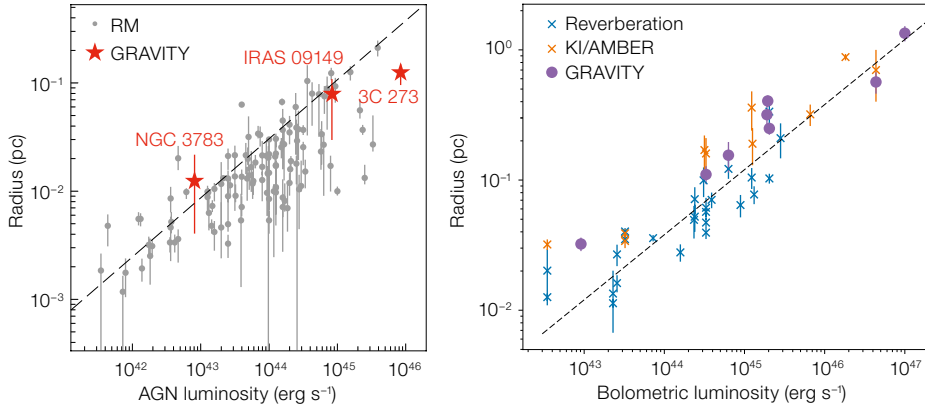 RM
GRAVITY
IRAS 09149
3C 273
NGC 3783
Radius (pc)
10⁻¹
10⁻²
10⁻³
10⁴² 10⁴³ 10⁴⁴ 10⁴⁵ 10⁴⁶
AGN luminosity (erg s⁻¹)
Reverberation
KI/AMBER
GRAVITY
Radius (pc)
10⁰
10⁻¹
10⁻²
10⁴³ 10⁴⁴ 10⁴⁵ 10⁴⁶ 10⁴⁷
Bolometric luminosity (erg s⁻¹)